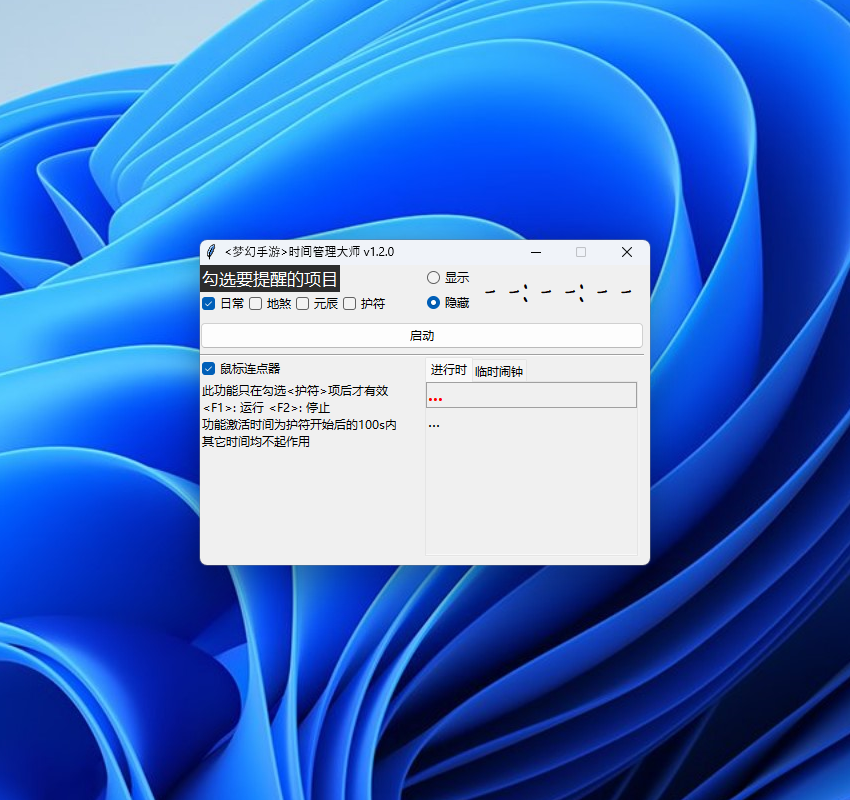 <梦幻手游>时间管理大师 v1.2.0
勾选要提醒的项目
日常 地煞 元辰 护符
显示
隐藏
--:--:--
启动
鼠标连点器
此功能只在勾选<护符>项后才有效
<F1>: 运行 <F2>: 停止
功能激活时间为护符开始后的100s内
其它时间均不起作用
进行时 临时闹钟
...
...